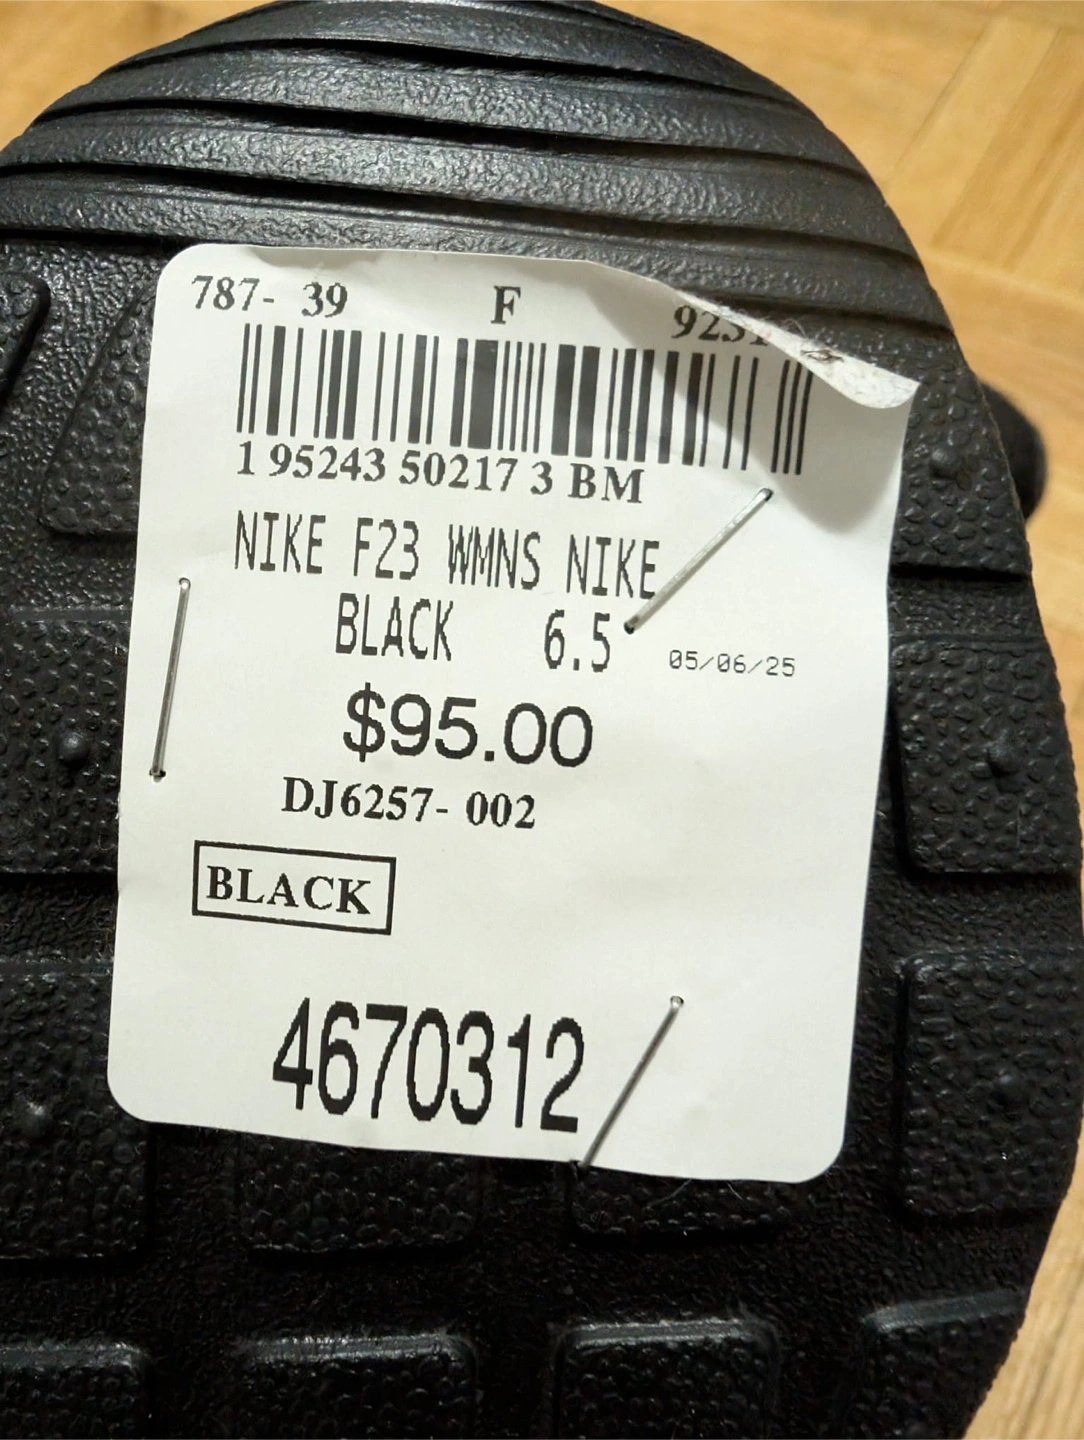 787- 39 F
1 95243 50217 3 BM
NIKE F23 WMNS NIKE
BLACK 6.5 05/06/25
$95.00
DJ6257- 002
BLACK
4670312